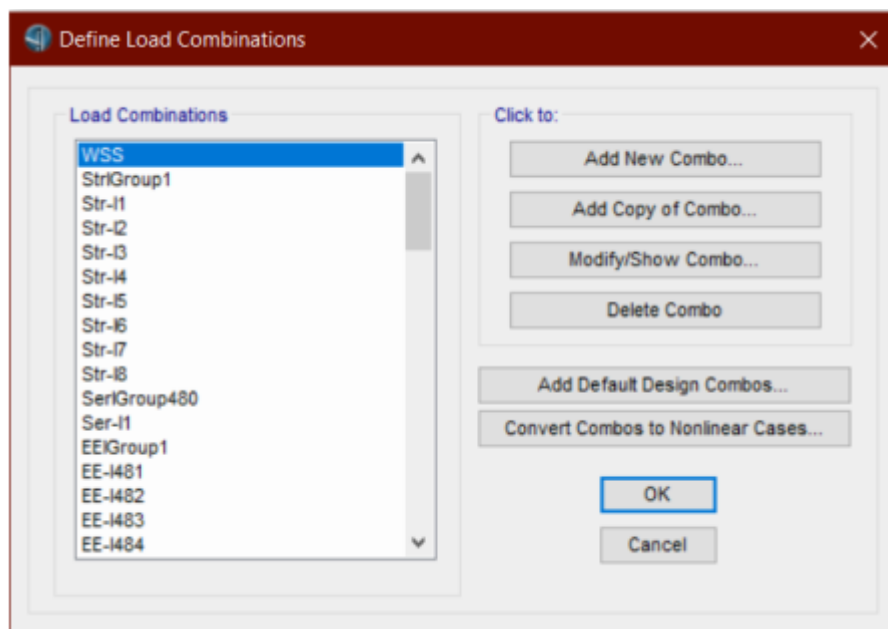 Define Load Combinations
Load Combinations
WSS
StrIGroup1
Str-I1
Str-I2
Str-I3
Str-I4
Str-I5
Str-I6
Str-I7
Str-I8
SerIGroup480
Ser-I1
EEIGroup1
EE-I481
EE-I482
EE-I483
EE-I484
Click to:
Add New Combo...
Add Copy of Combo...
Modify/Show Combo...
Delete Combo
Add Default Design Combos...
Convert Combos to Nonlinear Cases...
OK
Cancel